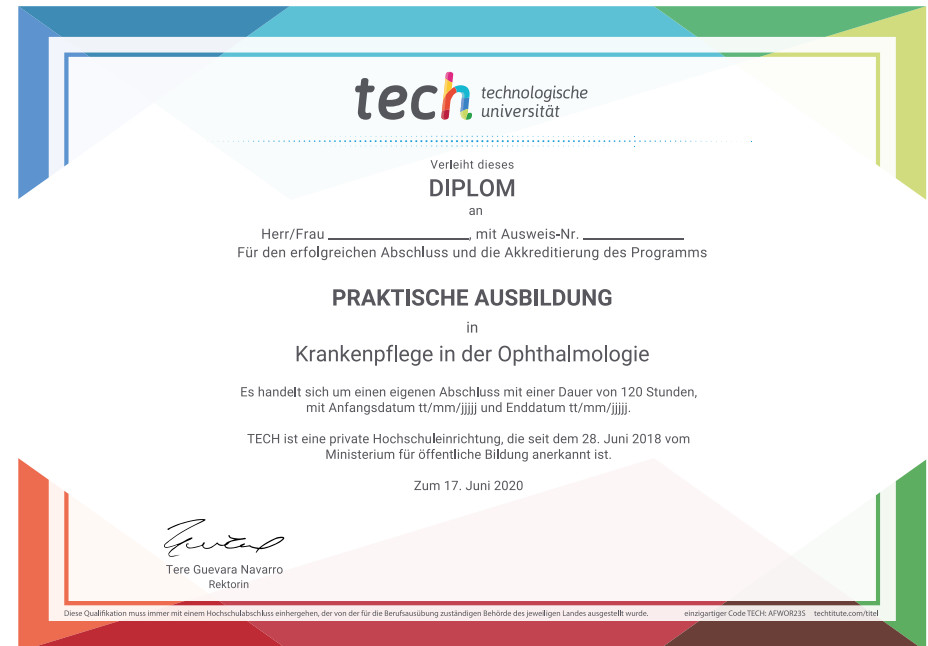 tech technologische
universität
Verleiht dieses
DIPLOM
an
Herr/Frau ____________________, mit Ausweis-Nr. ______________
Für den erfolgreichen Abschluss und die Akkreditierung des Programms
PRAKTISCHE AUSBILDUNG
in
Krankenpflege in der Ophthalmologie
Es handelt sich um einen eigenen Abschluss mit einer Dauer von 120 Stunden,
mit Anfangsdatum tt/mm/jjjjj und Enddatum tt/mm/jjjjj.
TECH ist eine private Hochschuleinrichtung, die seit dem 28. Juni 2018 vom
Ministerium für öffentliche Bildung anerkannt ist.
Zum 17. Juni 2020
Tere Guevara Navarro
Rektorin
Diese Qualifikation muss immer mit einem Hochschulabschluss einhergehen, der von der für die Berufsausübung zuständigen Behörde des jeweiligen Landes ausgestellt wurde. einzigartiger Code TECH: AFWOR23S techtitute.com/titel